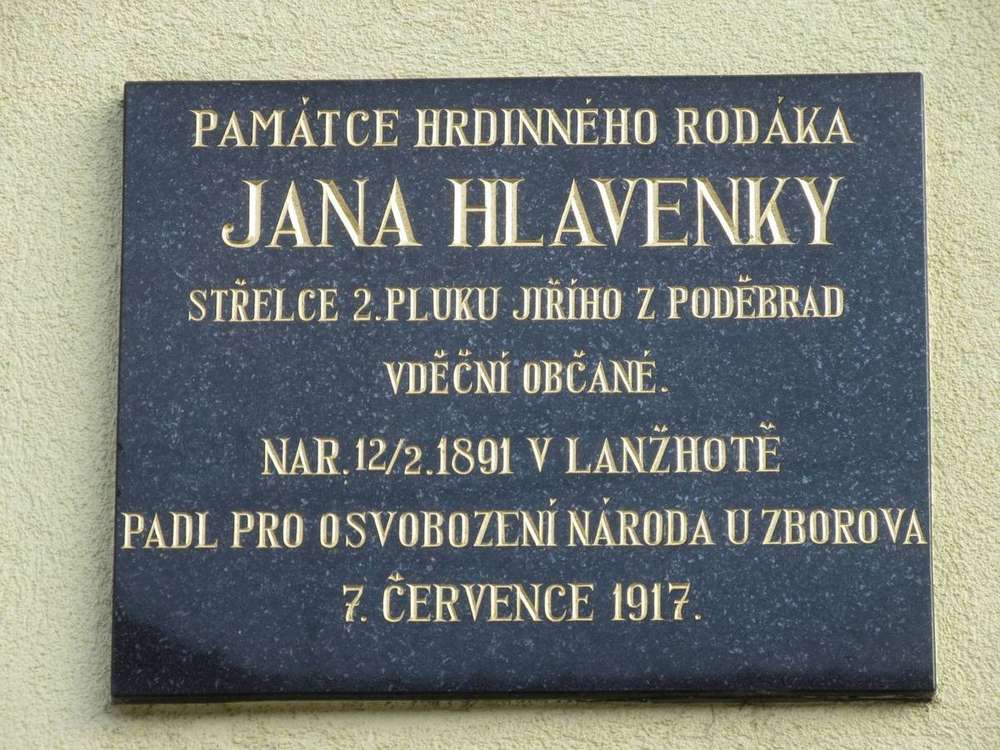 PAMÁTCE HRDINNÉHO RODÁKA
JANA HLAVENKY
STŘELCE 2. PLUKU JIŘÍHO Z PODĚBRAD
VDĚČNÍ OBČANÉ.
NAR. 12/2. 1891 V LANŽHOTĚ
PADL PRO OSVOBOZENÍ NÁRODA U ZBOROVA
7. ČERVENCE 1917.